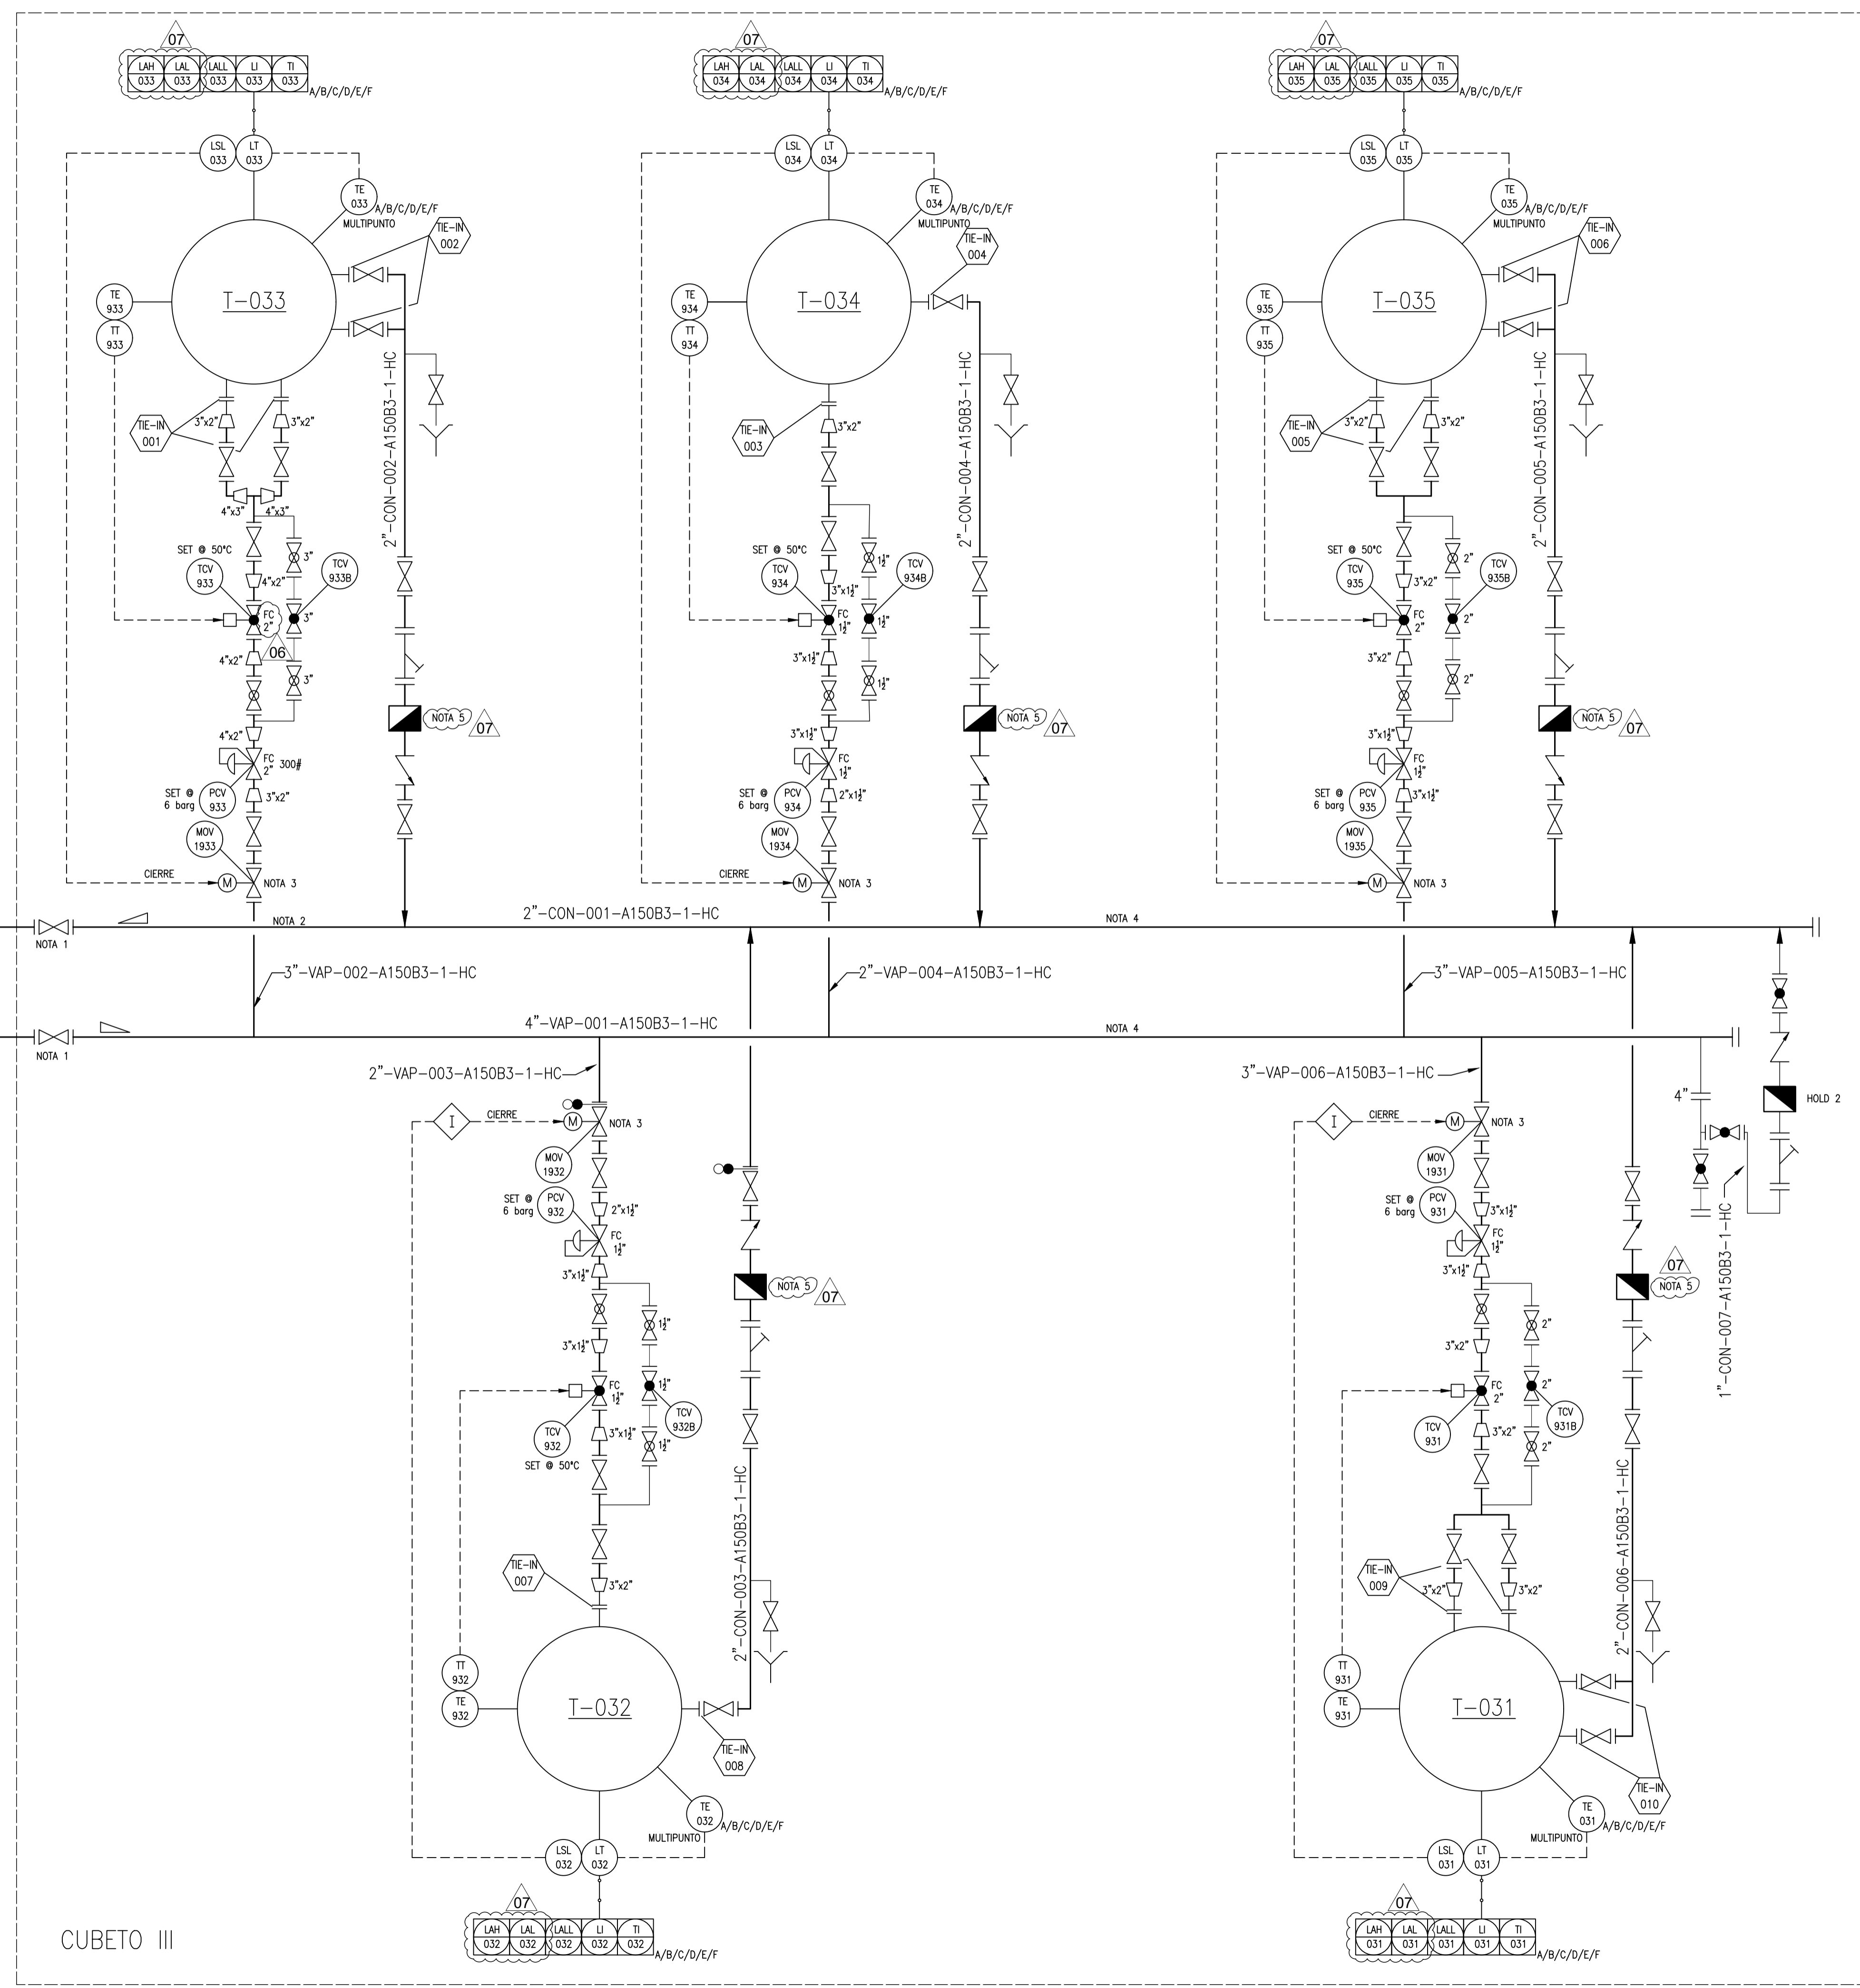 07
LAH 033 LAL 033 LALL 033 LI 033 TI 033
A/B/C/D/E/F
LSL 033 LT 033
TE 033
A/B/C/D/E/F
MULTIPUNTO
TIE-IN 002
T-033
TE 933
TT 933
TIE-IN 001
3"x2" 3"x2"
4"x3" 4"x3"
2"-CON-002-A150B3-1-HC
SET @ 50°C
TCV 933
4"x2"
3"
TCV 933B
FC 2"
3"
06
4"x2"
3"
NOTA 5
07
4"x2"
FC 2" 300#
SET @ 6 barg
PCV 933
3"x2"
MOV 1933
CIERRE
M
NOTA 3
07
LAH 034 LAL 034 LALL 034 LI 034 TI 034
A/B/C/D/E/F
LSL 034 LT 034
TE 034
A/B/C/D/E/F
MULTIPUNTO
TIE-IN 004
T-034
TE 934
TT 934
TIE-IN 003
3"x2"
2"-CON-004-A150B3-1-HC
SET @ 50°C
TCV 934
3"x1½"
1½"
TCV 934B
FC 1½"
1½"
3"x1½"
1½"
NOTA 5
07
3"x1½"
FC 1½"
SET @ 6 barg
PCV 934
2"x1½"
MOV 1934
CIERRE
M
NOTA 3
07
LAH 035 LAL 035 LALL 035 LI 035 TI 035
A/B/C/D/E/F
LSL 035 LT 035
TE 035
A/B/C/D/E/F
MULTIPUNTO
TIE-IN 006
T-035
TE 935
TT 935
TIE-IN 005
3"x2" 3"x2"
2"-CON-005-A150B3-1-HC
SET @ 50°C
TCV 935
3"x2"
2"
TCV 935B
FC 2"
2"
3"x2"
2"
NOTA 5
07
3"x1½"
FC 1½"
SET @ 6 barg
PCV 935
3"x1½"
MOV 1935
M
NOTA 3
NOTA 1
NOTA 2
2"-CON-001-A150B3-1-HC
NOTA 4
3"-VAP-002-A150B3-1-HC
2"-VAP-004-A150B3-1-HC
3"-VAP-005-A150B3-1-HC
NOTA 1
4"-VAP-001-A150B3-1-HC
NOTA 4
2"-VAP-003-A150B3-1-HC
I
CIERRE
M
NOTA 3
MOV 1932
SET @ 6 barg
PCV 932
2"x1½"
FC 1½"
3"x1½"
NOTA 5
07
1½"
3"x1½"
FC 1½"
1½"
TCV 932
TCV 932B
3"x1½"
1½"
SET @ 50°C
2"-CON-003-A150B3-1-HC
TIE-IN 007
3"x2"
TT 932
TE 932
T-032
TIE-IN 008
TE 032
A/B/C/D/E/F
MULTIPUNTO
LSL 032 LT 032
07
LAH 032 LAL 032 LALL 032 LI 032 TI 032
A/B/C/D/E/F
3"-VAP-006-A150B3-1-HC
I
CIERRE
M
NOTA 3
MOV 1931
SET @ 6 barg
PCV 931
3"x1½"
FC 1½"
3"x1½"
07
NOTA 5
2"
3"x2"
FC 2"
2"
TCV 931
TCV 931B
3"x2"
2"
2"-CON-006-A150B3-1-HC
TIE-IN 009
3"x2" 3"x2"
TT 931
TE 931
T-031
TIE-IN 010
TE 031
A/B/C/D/E/F
MULTIPUNTO
LSL 031 LT 031
07
LAH 031 LAL 031 LALL 031 LI 031 TI 031
A/B/C/D/E/F
4"
HOLD 2
1"-CON-007-A150B3-1-HC
CUBETO III